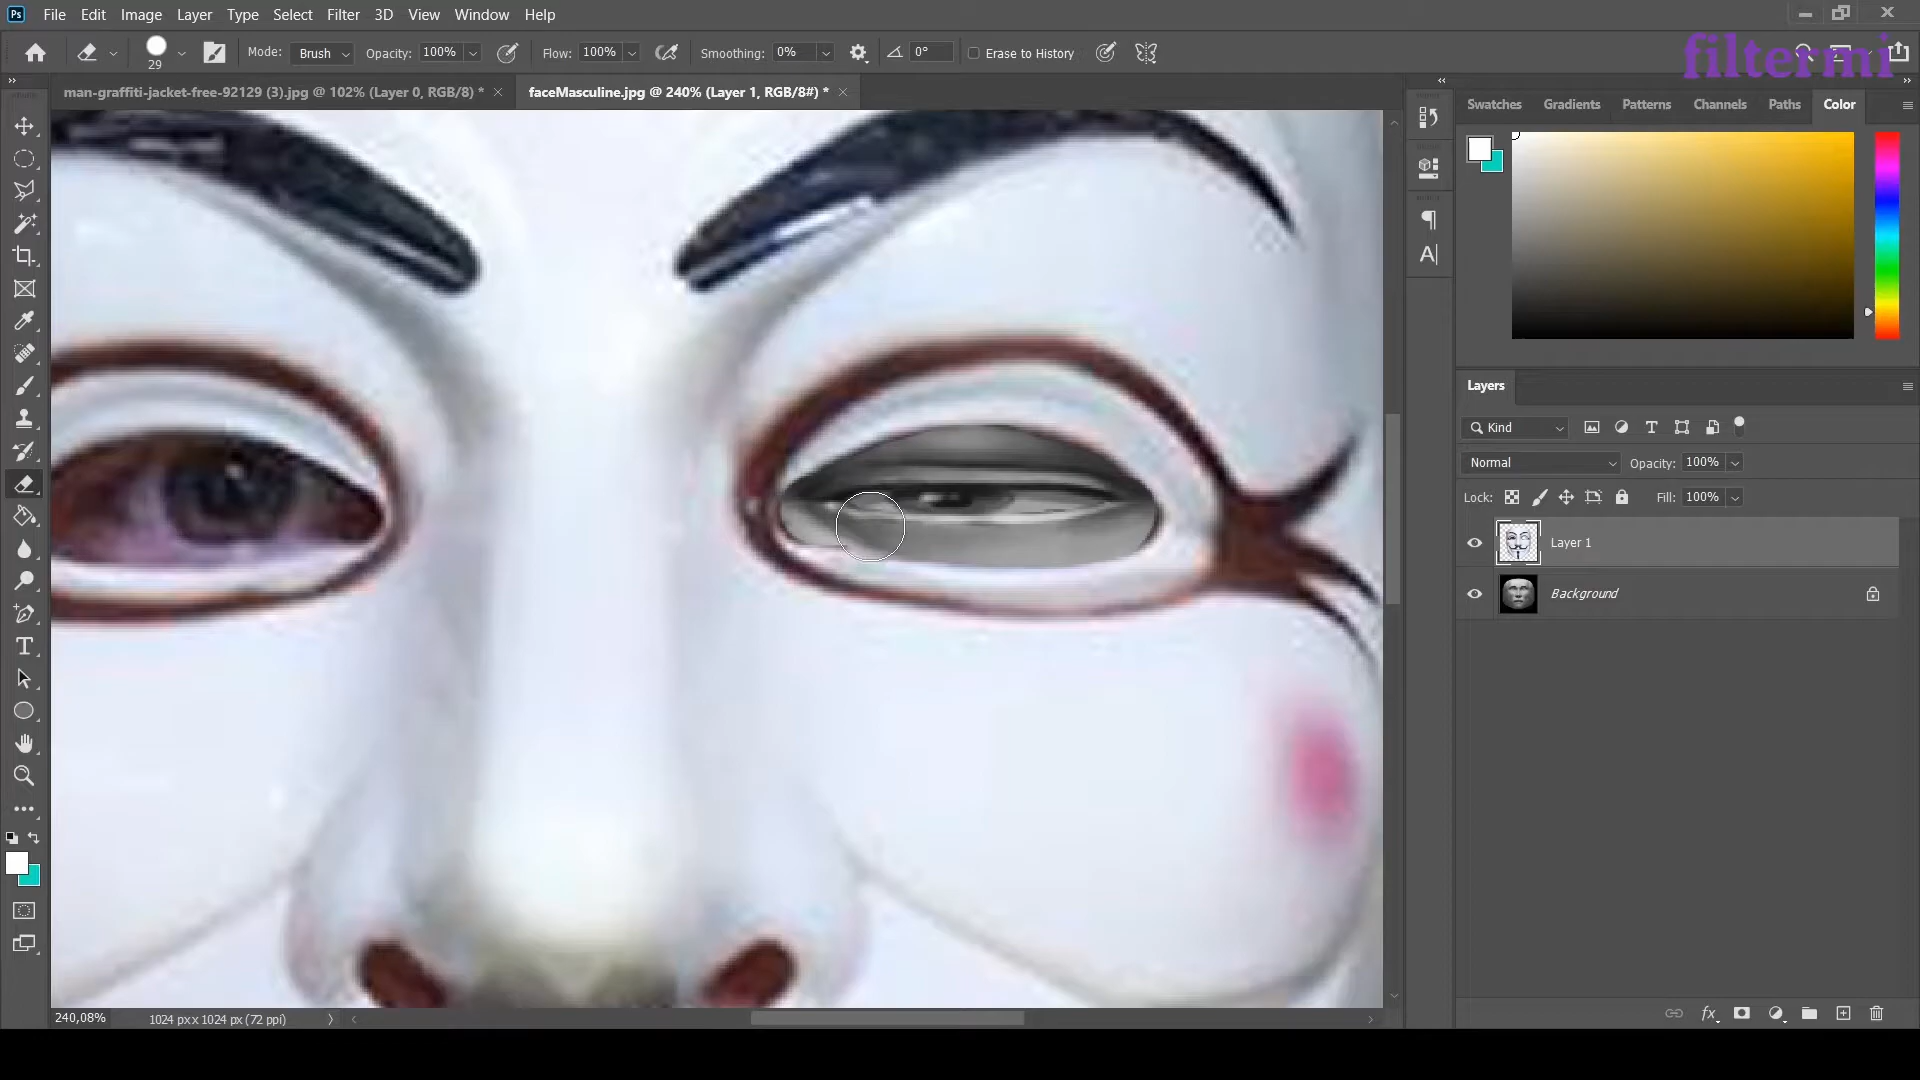 Ps File Edit Image Layer Type Select Filter 3D View Window Help
29 Mode: Brush Opacity: 100% Flow: 100% Smoothing: 0% 0° Erase to History
filtermi
man-graffiti-jacket-free-92129 (3).jpg @ 102% (Layer 0, RGB/8) * faceMasculine.jpg @ 240% (Layer 1, RGB/8#) *
Swatches Gradients Patterns Channels Paths Color
Layers
Kind
Normal Opacity: 100%
Lock: Fill: 100%
Layer 1
Background
240,08% 1024 px x 1024 px (72 ppi)